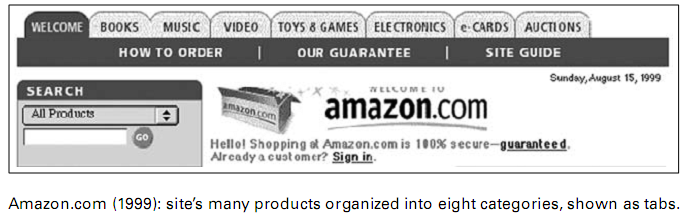 WELCOME BOOKS MUSIC VIDEO TOYS & GAMES ELECTRONICS e-CARDS AUCTIONS
HOW TO ORDER | OUR GUARANTEE | SITE GUIDE
Sunday, August 15, 1999
SEARCH
All Products
GO
amazon.com
WELCOME TO
amazon.com
Hello! Shopping at Amazon.com is 100% secure—guaranteed.
Already a customer? Sign in.
Amazon.com (1999): site's many products organized into eight categories, shown as tabs.